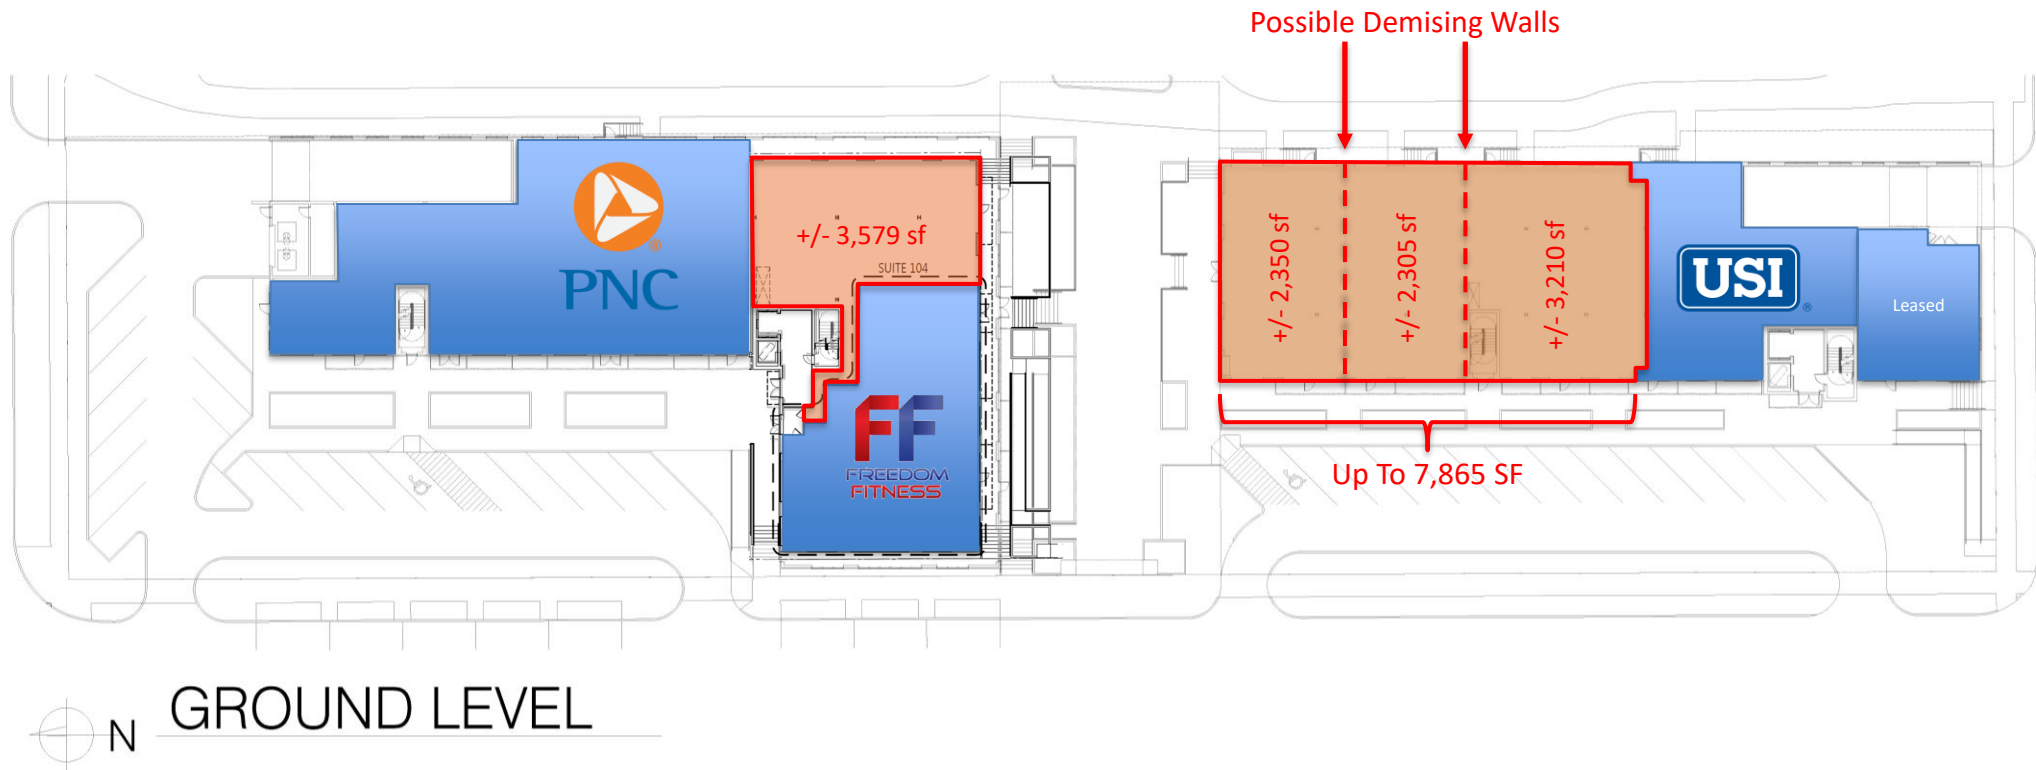 Possible Demising Walls
PNC
®
+/- 3,579 sf
SUITE 104
FF
FREEDOM
FITNESS
+/- 2,350 sf
+/- 2,305 sf
+/- 3,210 sf
USI
®
Leased
Up To 7,865 SF
N
GROUND LEVEL